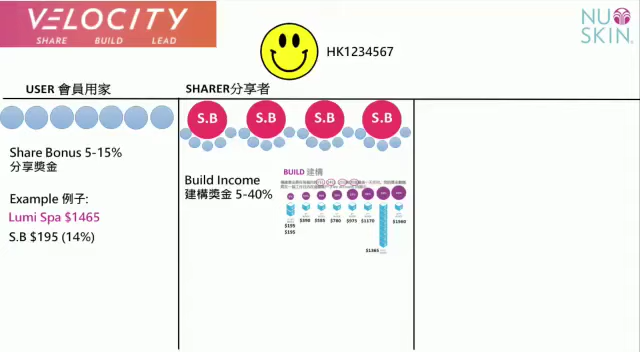 VELOCITY
SHARE BUILD LEAD
HK1234567
NU
SKIN
USER 會員用家
SHARER分享者
S.B S.B S.B S.B
Share Bonus 5-15%
分享獎金
Example 例子:
Lumi Spa $1465
S.B $195 (14%)
Build Income
建構獎金 5-40%
BUILD 建構
$195 $390 $585 $780 $975 $1170 $1560
$195
$1365